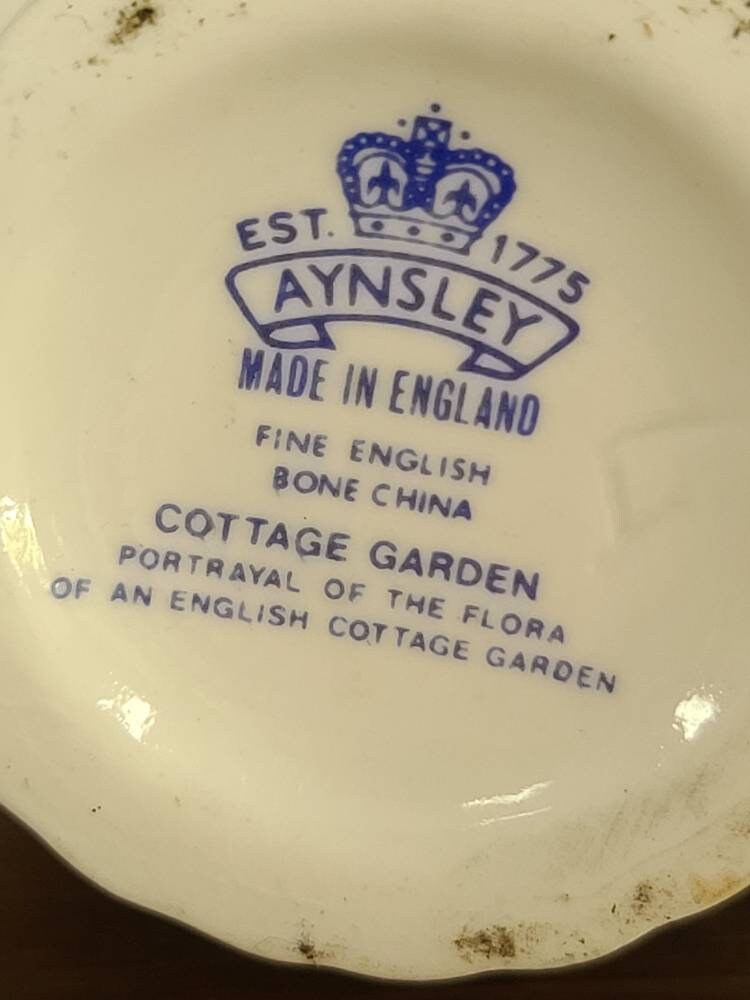 EST. 1775
AYNSLEY
MADE IN ENGLAND
FINE ENGLISH
BONE CHINA
COTTAGE GARDEN
PORTRAYAL OF THE FLORA
OF AN ENGLISH COTTAGE GARDEN